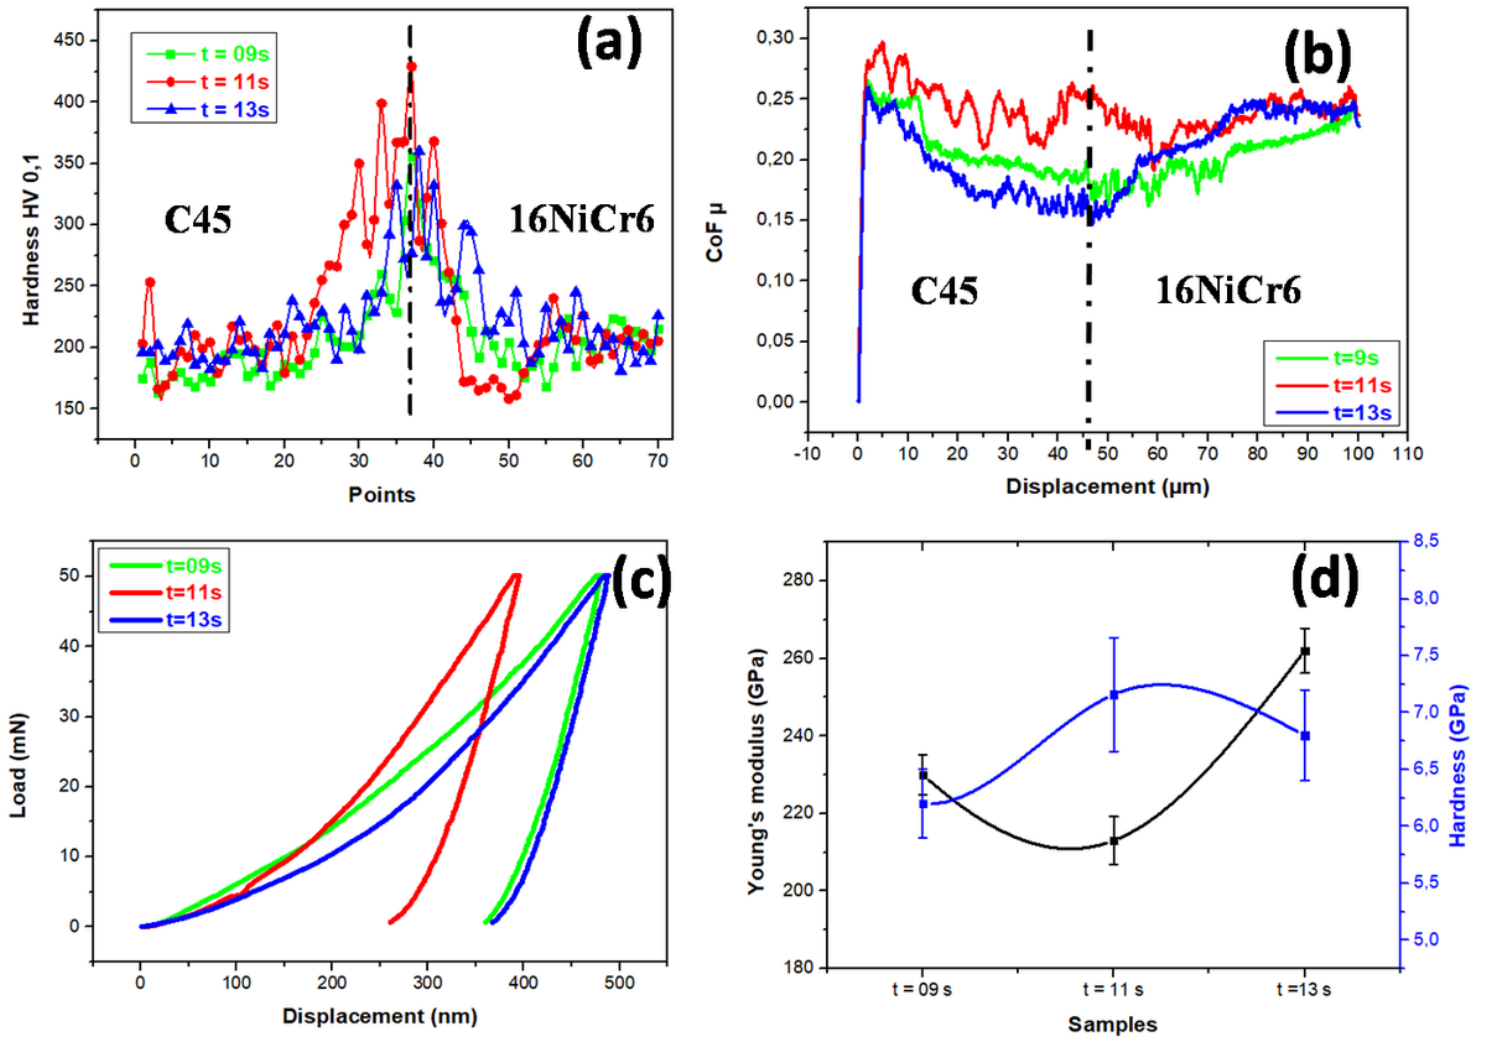 (a)
t = 09s
t = 11s
t = 13s
C45
16NiCr6
450
400
350
300
250
200
150
0 10 20 30 40 50 60 70
Hardness HV 0,1
Points
(b)
0,30
0,25
0,20
0,15
0,10
0,05
0,00
C45
16NiCr6
t=9s
t=11s
t=13s
-10 0 10 20 30 40 50 60 70 80 90 100 110
CoF µ
Displacement (µm)
(c)
t=09s
t=11s
t=13s
50
40
30
20
10
0
0 100 200 300 400 500
Load (mN)
Displacement (nm)
(d)
280
260
240
220
200
180
8,5
8,0
7,5
7,0
6,5
6,0
5,5
5,0
t = 09 s t = 11 s t =13 s
Young's modulus (GPa)
Hardness (GPa)
Samples